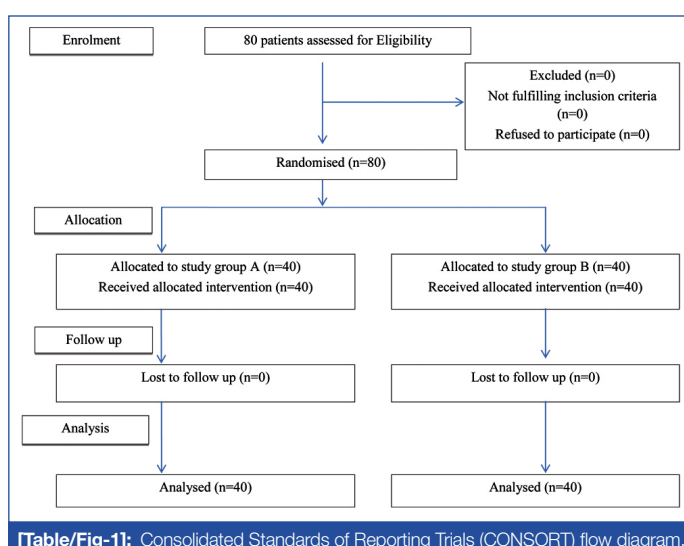 Enrolment
80 patients assessed for Eligibility
Excluded (n=0)
Not fulfilling inclusion criteria
(n=0)
Refused to participate (n=0)
Randomised (n=80)
Allocation
Allocated to study group A (n=40)
Received allocated intervention (n=40)
Allocated to study group B (n=40)
Received allocated intervention (n=40)
Follow up
Lost to follow up (n=0)
Lost to follow up (n=0)
Analysis
Analysed (n=40)
Analysed (n=40)
[Table/Fig-1]: Consolidated Standards of Reporting Trials (CONSORT) flow diagram.